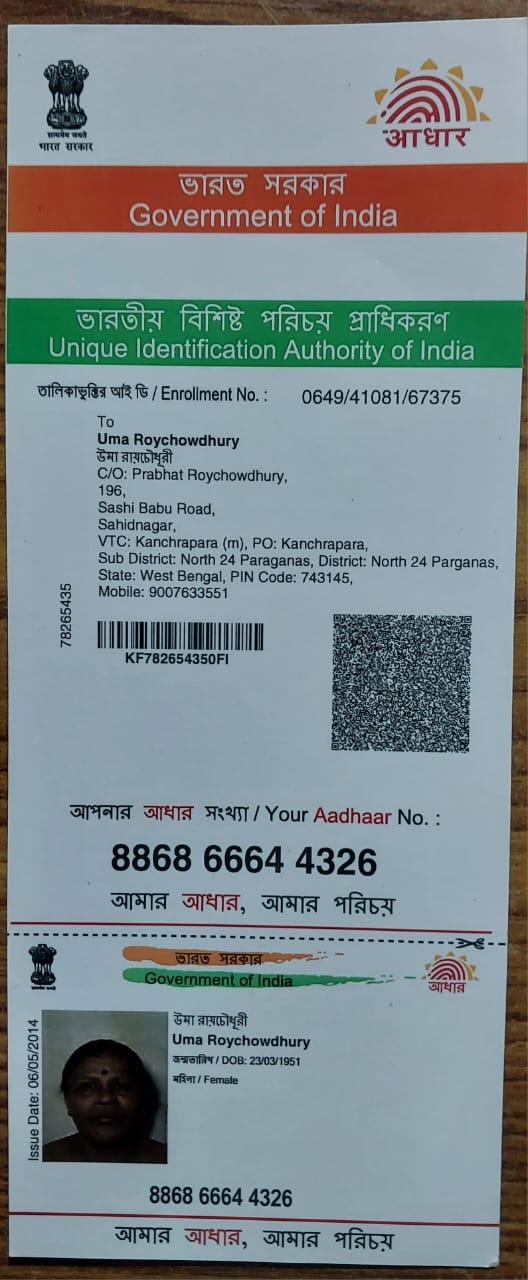 सत्यमेव जयते
भारत सरकार
आधार
ভারত সরকার
Government of India
ভারতীয় বিশিষ্ট পরিচয় প্রাধিকরণ
Unique Identification Authority of India
তালিকাভুক্তির আই ডি / Enrollment No. : 0649/41081/67375
To
Uma Roychowdhury
উমা রায়চৌধূরী
C/O: Prabhat Roychowdhury,
196,
Sashi Babu Road,
Sahidnagar,
VTC: Kanchrapara (m), PO: Kanchrapara,
Sub District: North 24 Paraganas, District: North 24 Parganas,
State: West Bengal, PIN Code: 743145,
Mobile: 9007633551
78265435
KF782654350FI
আপনার আধার সংখ্যা / Your Aadhaar No. :
8868 6664 4326
আমার আধার, আমার পরিচয়
ভারত সরকার
Government of India
आधार
Issue Date: 06/05/2014
উমা রায়চৌধূরী
Uma Roychowdhury
জন্মতারিখ / DOB: 23/03/1951
মহিলা / Female
8868 6664 4326
আমার আধার, আমার পরিচয়